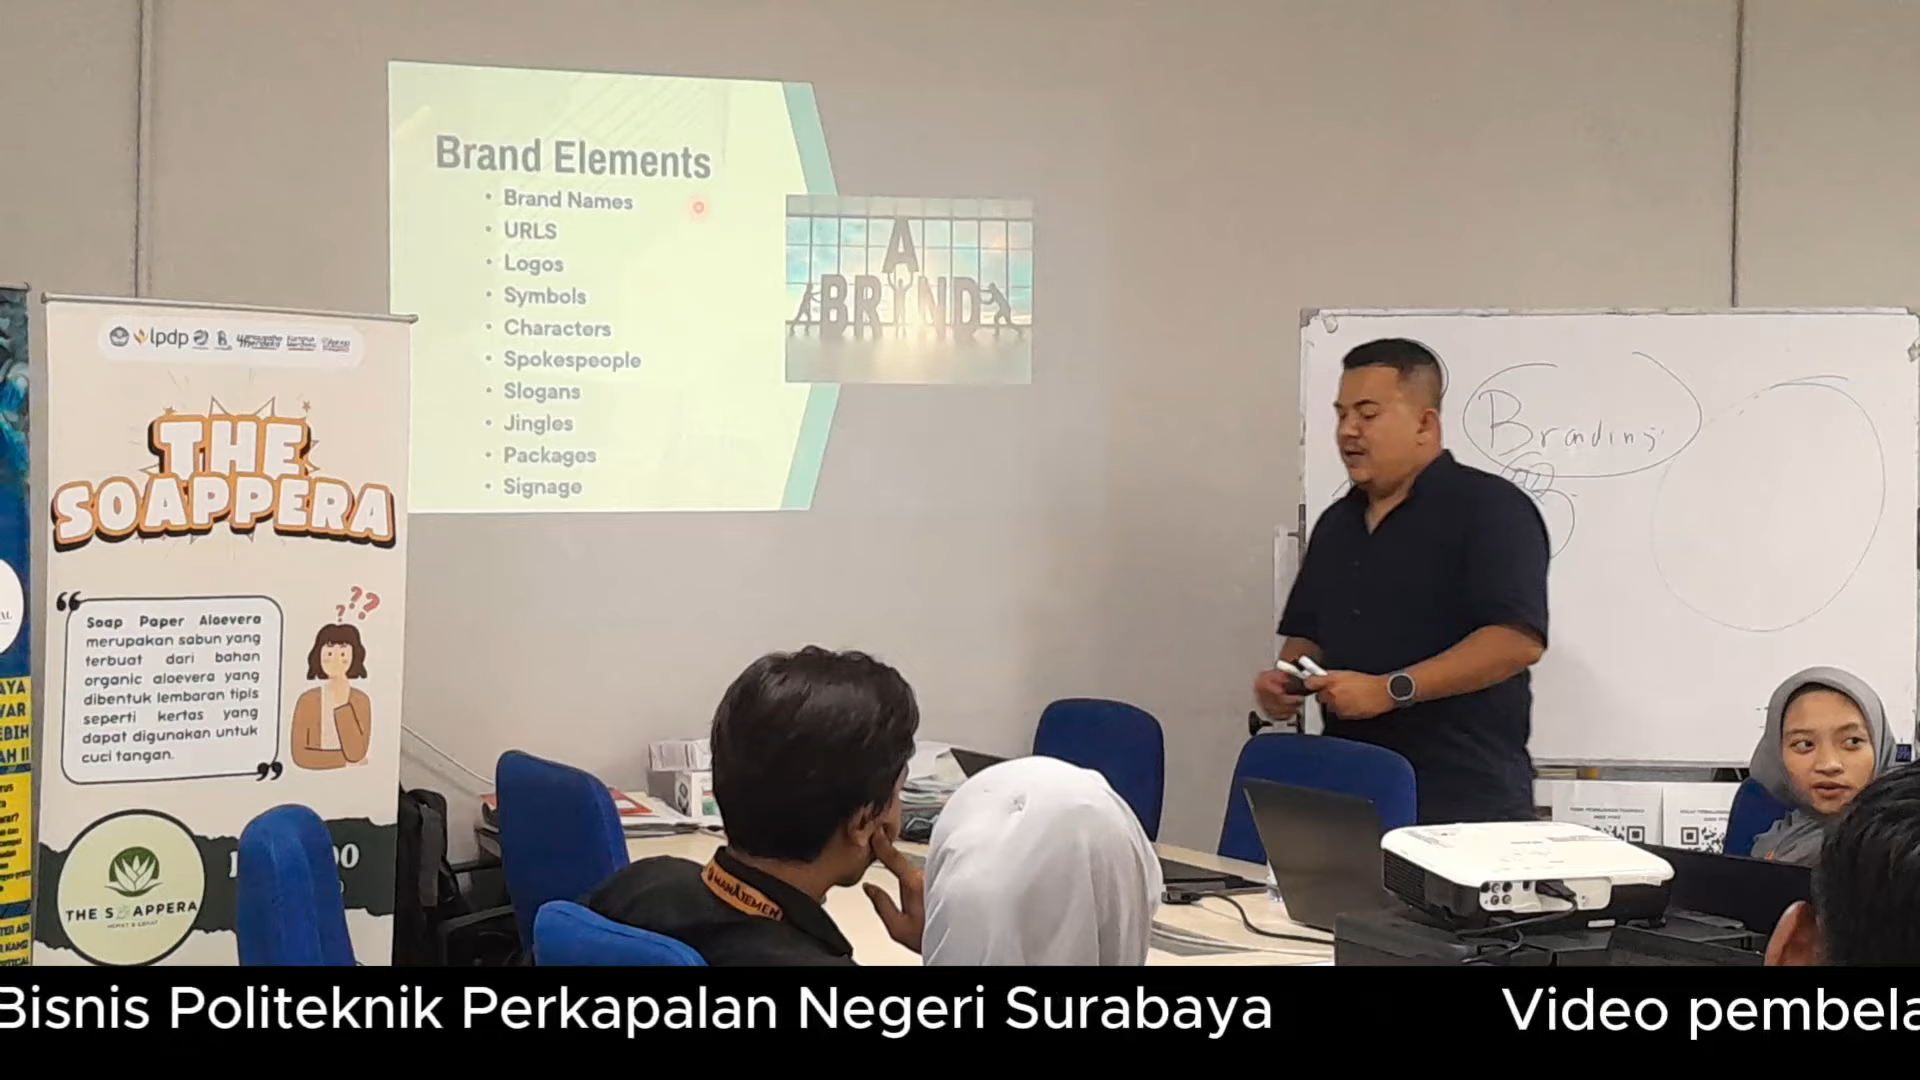 Brand Elements
• Brand Names
• URLS
• Logos
• Symbols
• Characters
• Spokespeople
• Slogans
• Jingles
• Packages
• Signage
A
BRAND
Branding
lpdp
THE
SOAPPERA
“ Soap Paper Aloevera
merupakan sabun yang
terbuat dari bahan
organic aloevera yang
dibentuk lembaran tipis
seperti kertas yang
dapat digunakan untuk
cuci tangan. ”
THE SOAPPERA
MANAJEMEN
Bisnis Politeknik Perkapalan Negeri Surabaya
Video pembela